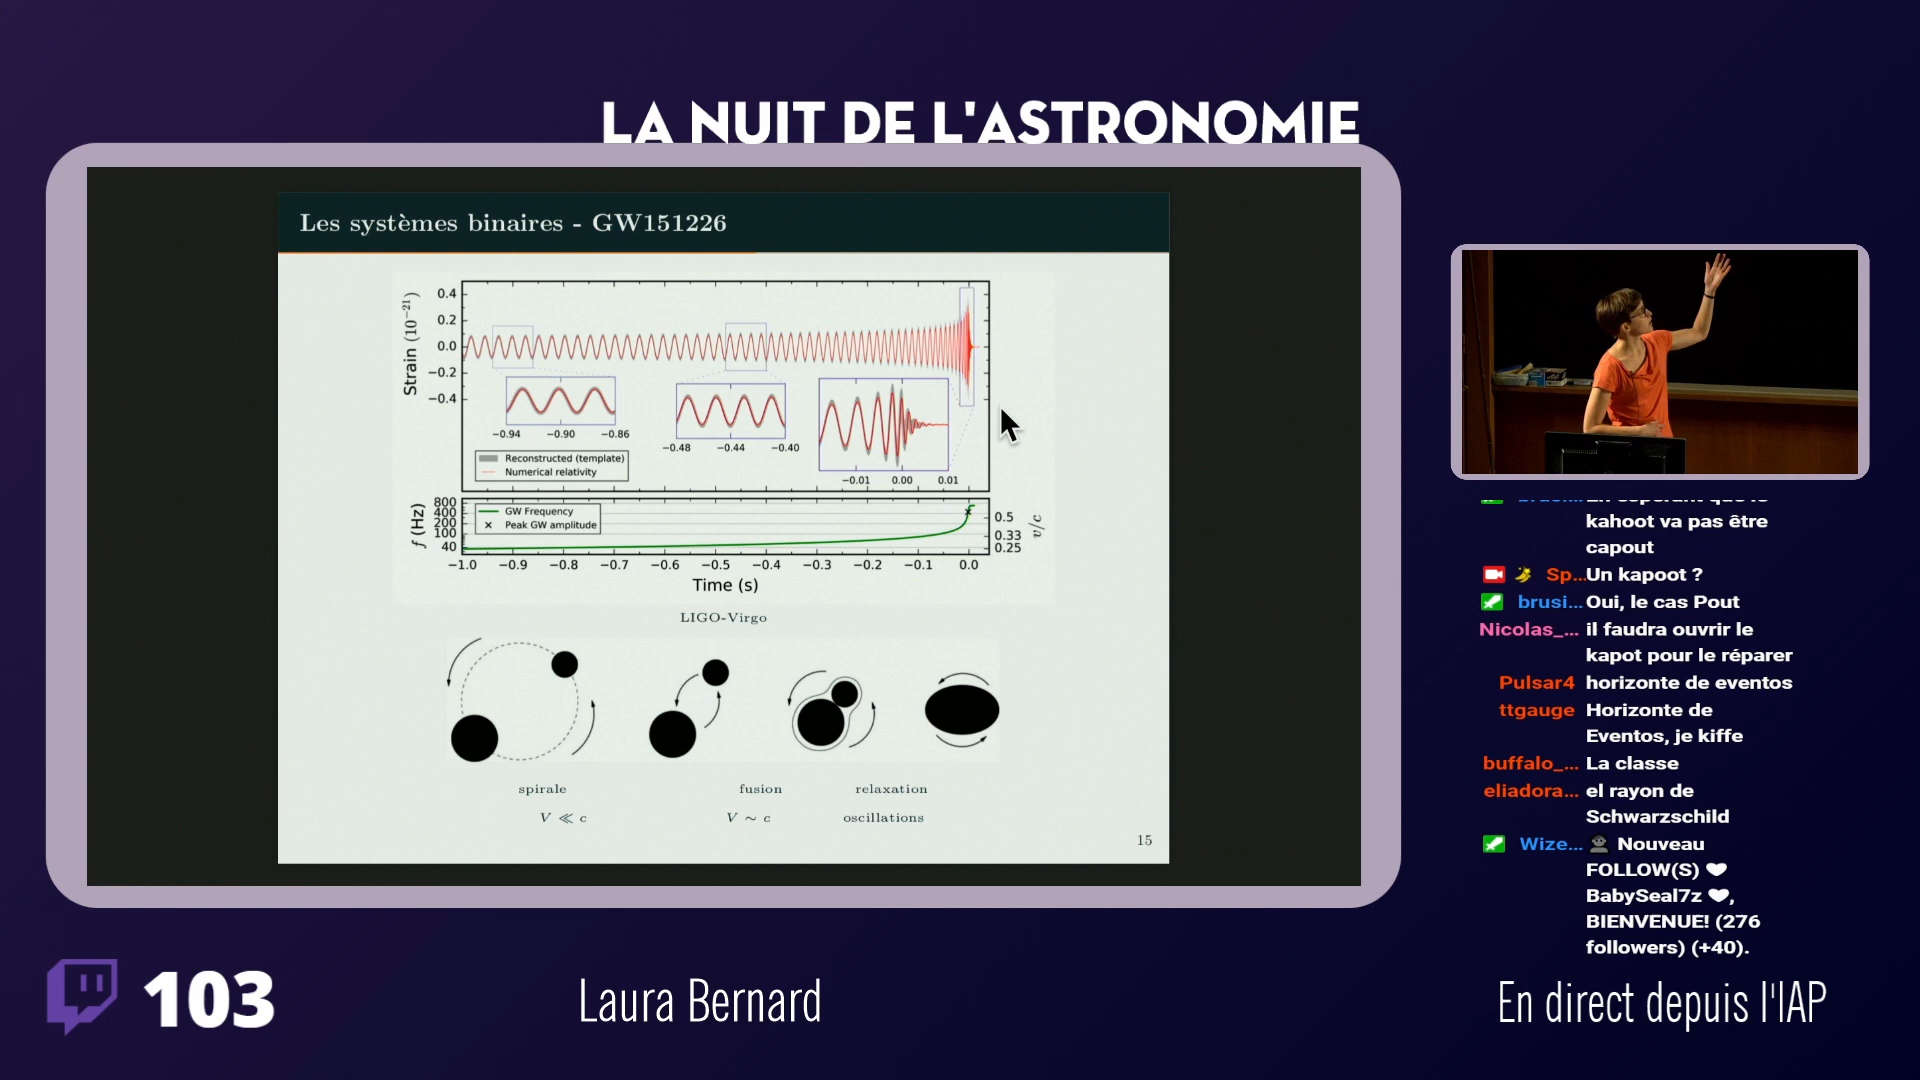 LA NUIT DE L'ASTRONOMIE
Les systèmes binaires - GW151226
Strain (10⁻²¹)
0.4
0.2
0.0
−0.2
−0.4
−0.94 −0.90 −0.86
−0.48 −0.44 −0.40
−0.01 0.00 0.01
Reconstructed (template)
Numerical relativity
f (Hz)
800
400
200
100
40
GW Frequency
Peak GW amplitude
0.5
0.33
0.25
v/c
−1.0 −0.9 −0.8 −0.7 −0.6 −0.5 −0.4 −0.3 −0.2 −0.1 0.0
Time (s)
LIGO-Virgo
spirale fusion relaxation
V ≪ c V ∼ c oscillations
15
kahoot va pas être
capout
Sp... Un kapoot ?
brusi... Oui, le cas Pout
Nicolas_... il faudra ouvrir le
kapot pour le réparer
Pulsar4 horizonte de eventos
ttgauge Horizonte de
Eventos, je kiffe
buffalo_... La classe
eliadora... el rayon de
Schwarzschild
Wize... Nouveau
FOLLOW(S)
BabySeal7z ,
BIENVENUE! (276
followers) (+40).
103
Laura Bernard
En direct depuis l'IAP